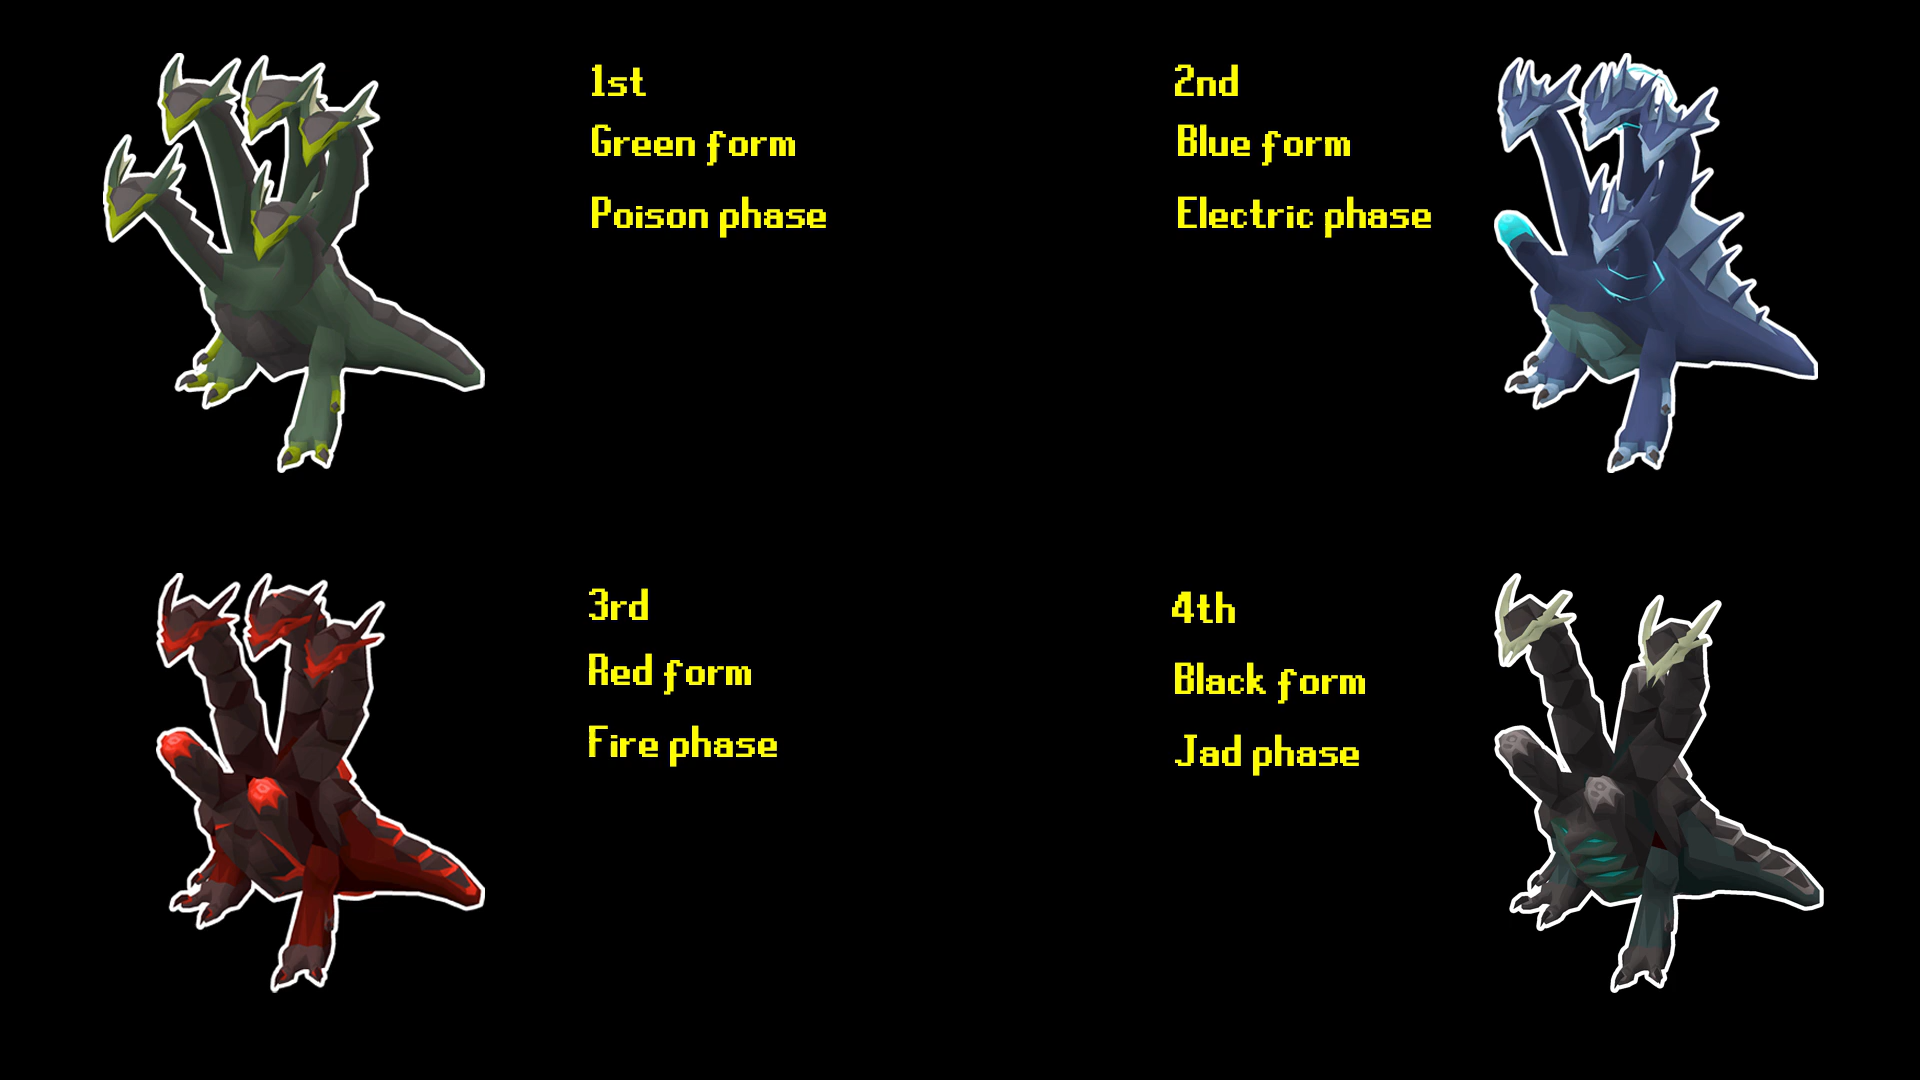 1st
Green form
Poison phase
2nd
Blue form
Electric phase
3rd
Red form
Fire phase
4th
Black form
Jad phase